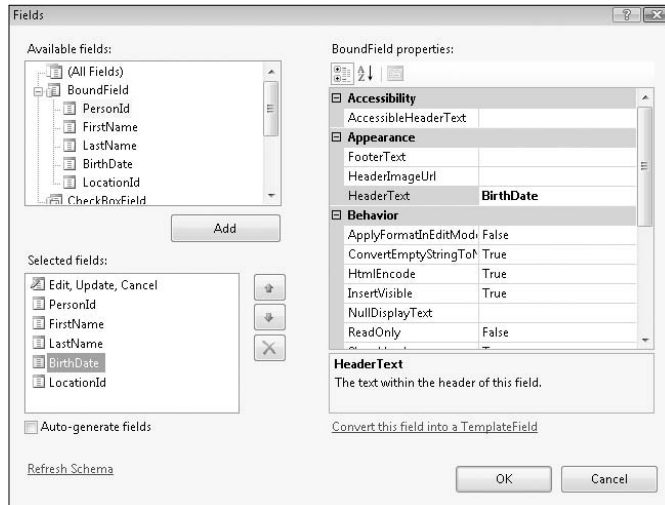 Fields
Available fields:
(All Fields)
BoundField
PersonId
FirstName
LastName
BirthDate
LocationId
CheckBoxField
Add
Selected fields:
Edit, Update, Cancel
PersonId
FirstName
LastName
BirthDate
LocationId
Auto-generate fields
Refresh Schema
BoundField properties:
Accessibility
AccessibleHeaderText
Appearance
FooterText
HeaderImageUrl
HeaderText BirthDate
Behavior
ApplyFormatInEditMod False
ConvertEmptyStringToN True
HtmlEncode True
InsertVisible True
NullDisplayText
ReadOnly False
HeaderText
The text within the header of this field.
Convert this field into a TemplateField
OK Cancel